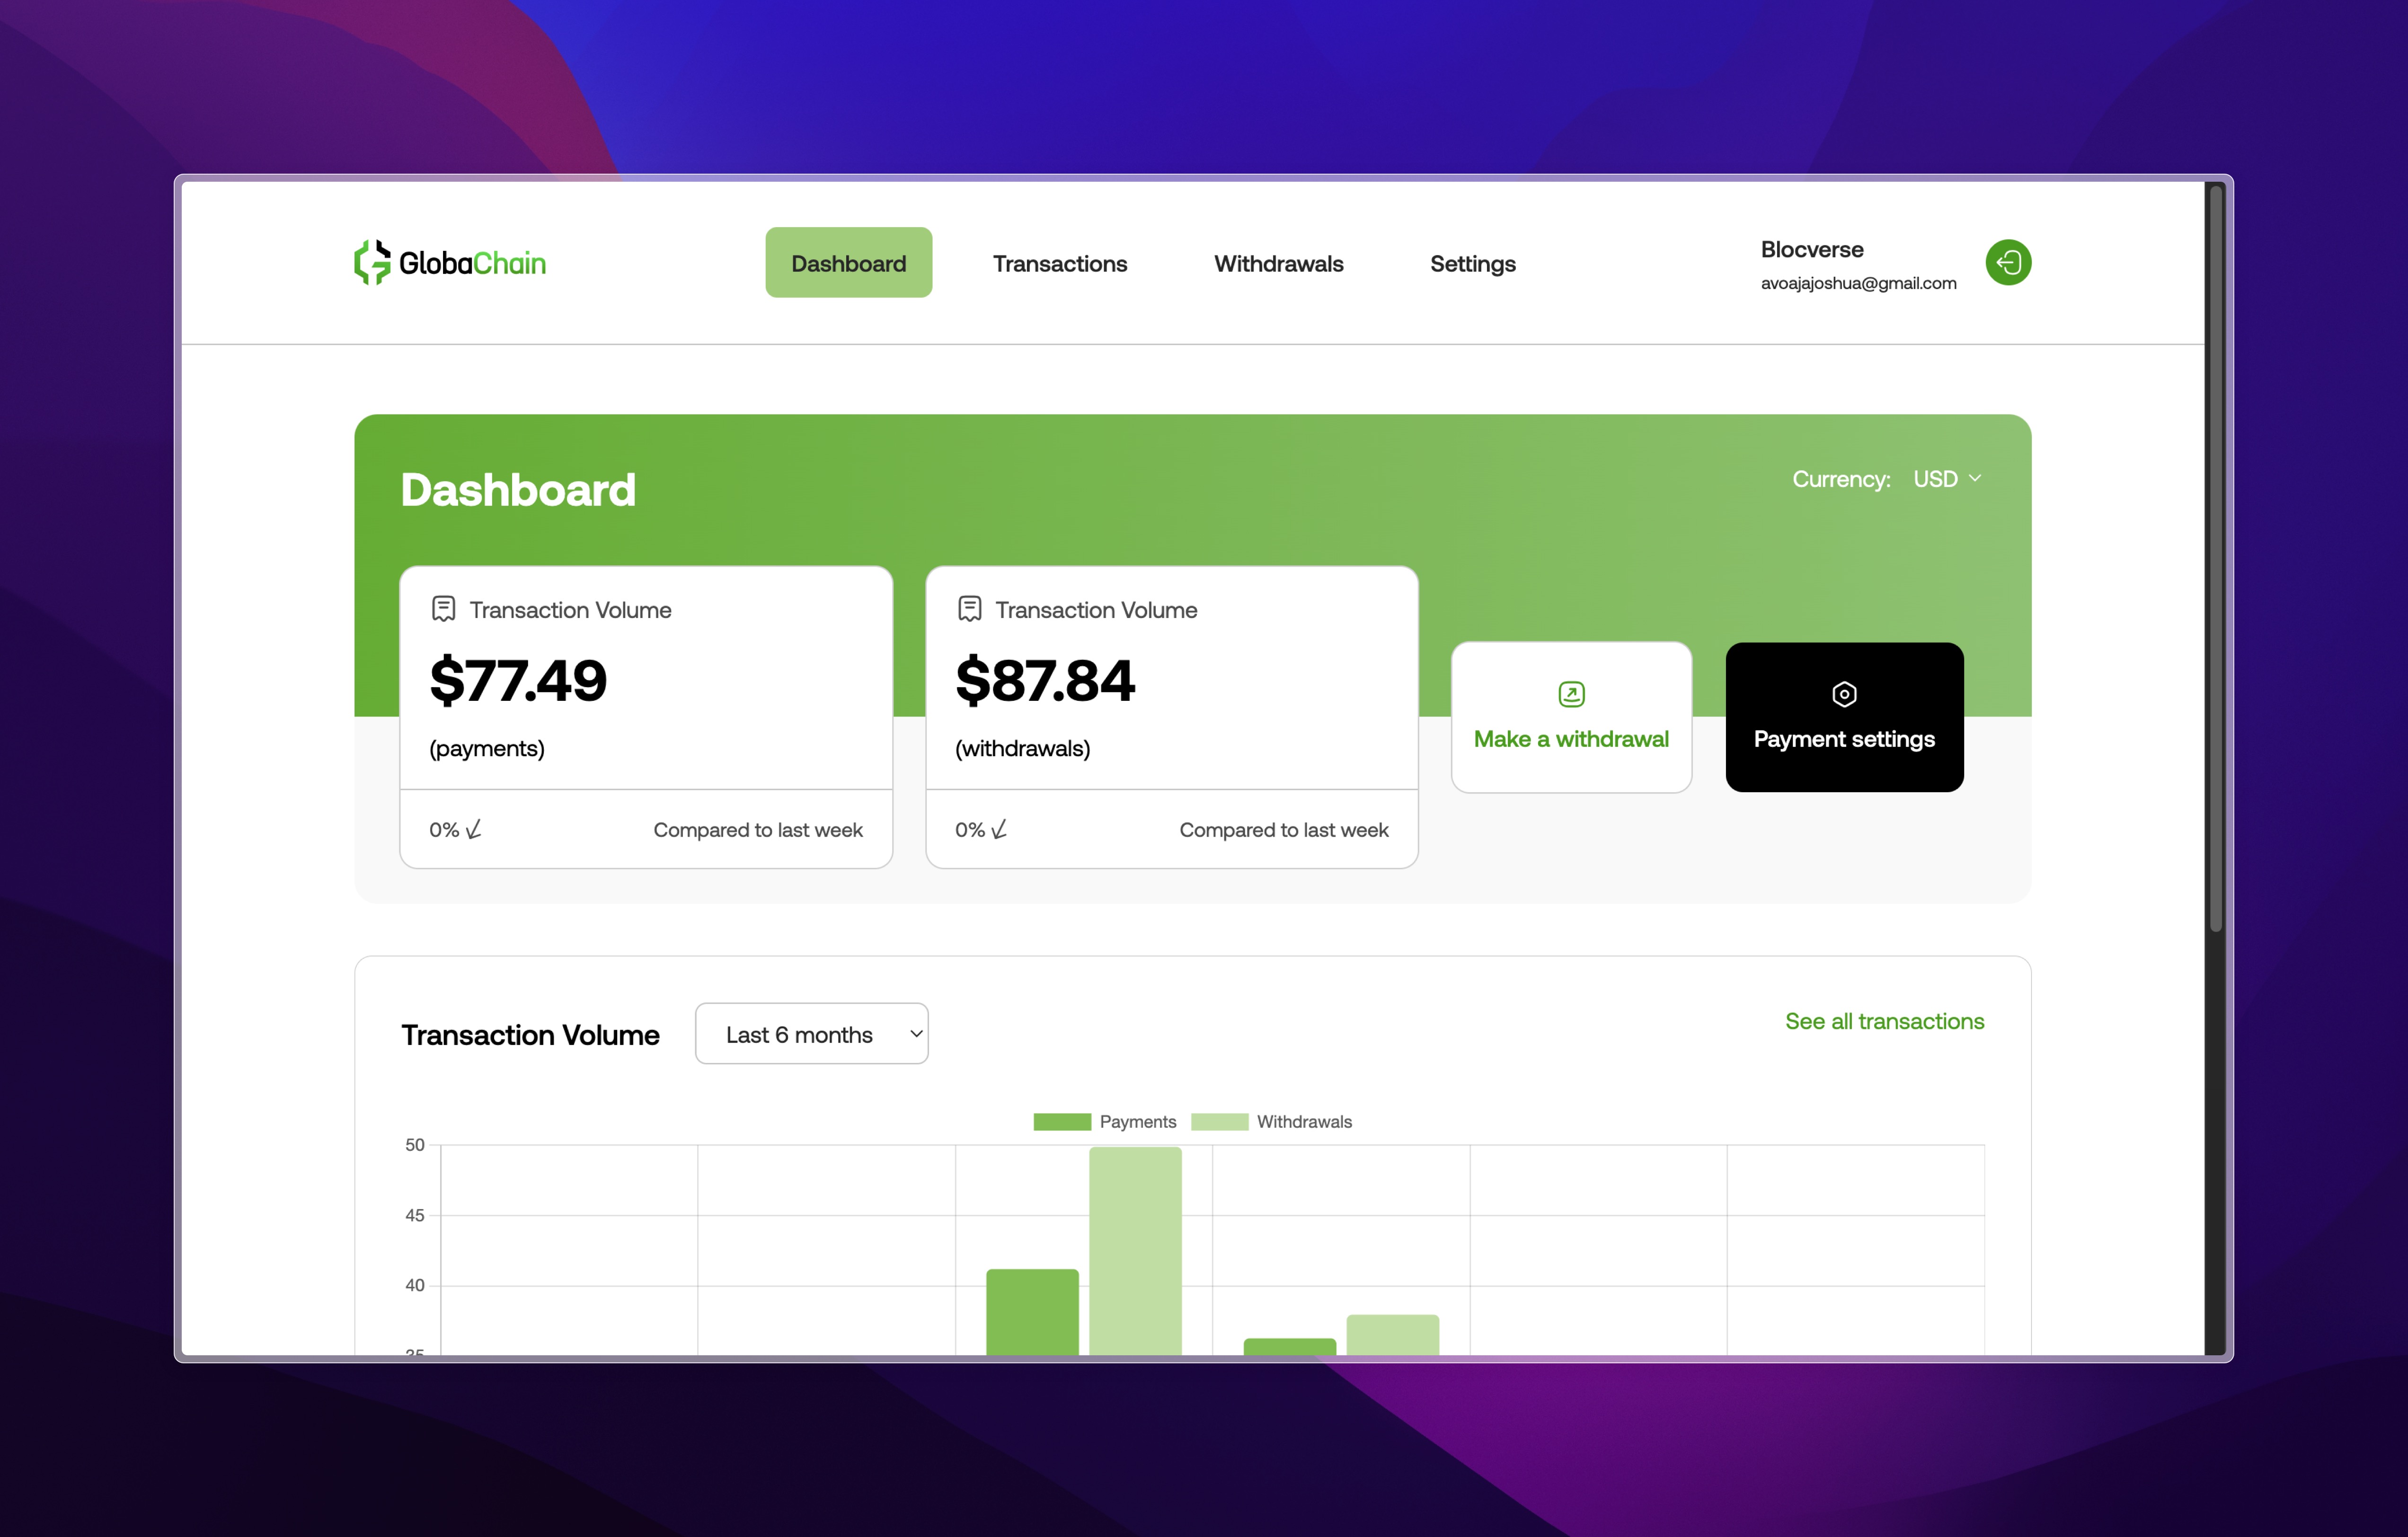 GlobaChain
Dashboard
Transactions
Withdrawals
Settings
Blocverse
avoajajoshua@gmail.com
Dashboard
Currency: USD
Transaction Volume
$77.49
(payments)
0%
Compared to last week
Transaction Volume
$87.84
(withdrawals)
0%
Compared to last week
Make a withdrawal
Payment settings
Transaction Volume
Last 6 months
See all transactions
Payments
Withdrawals
50
45
40
35